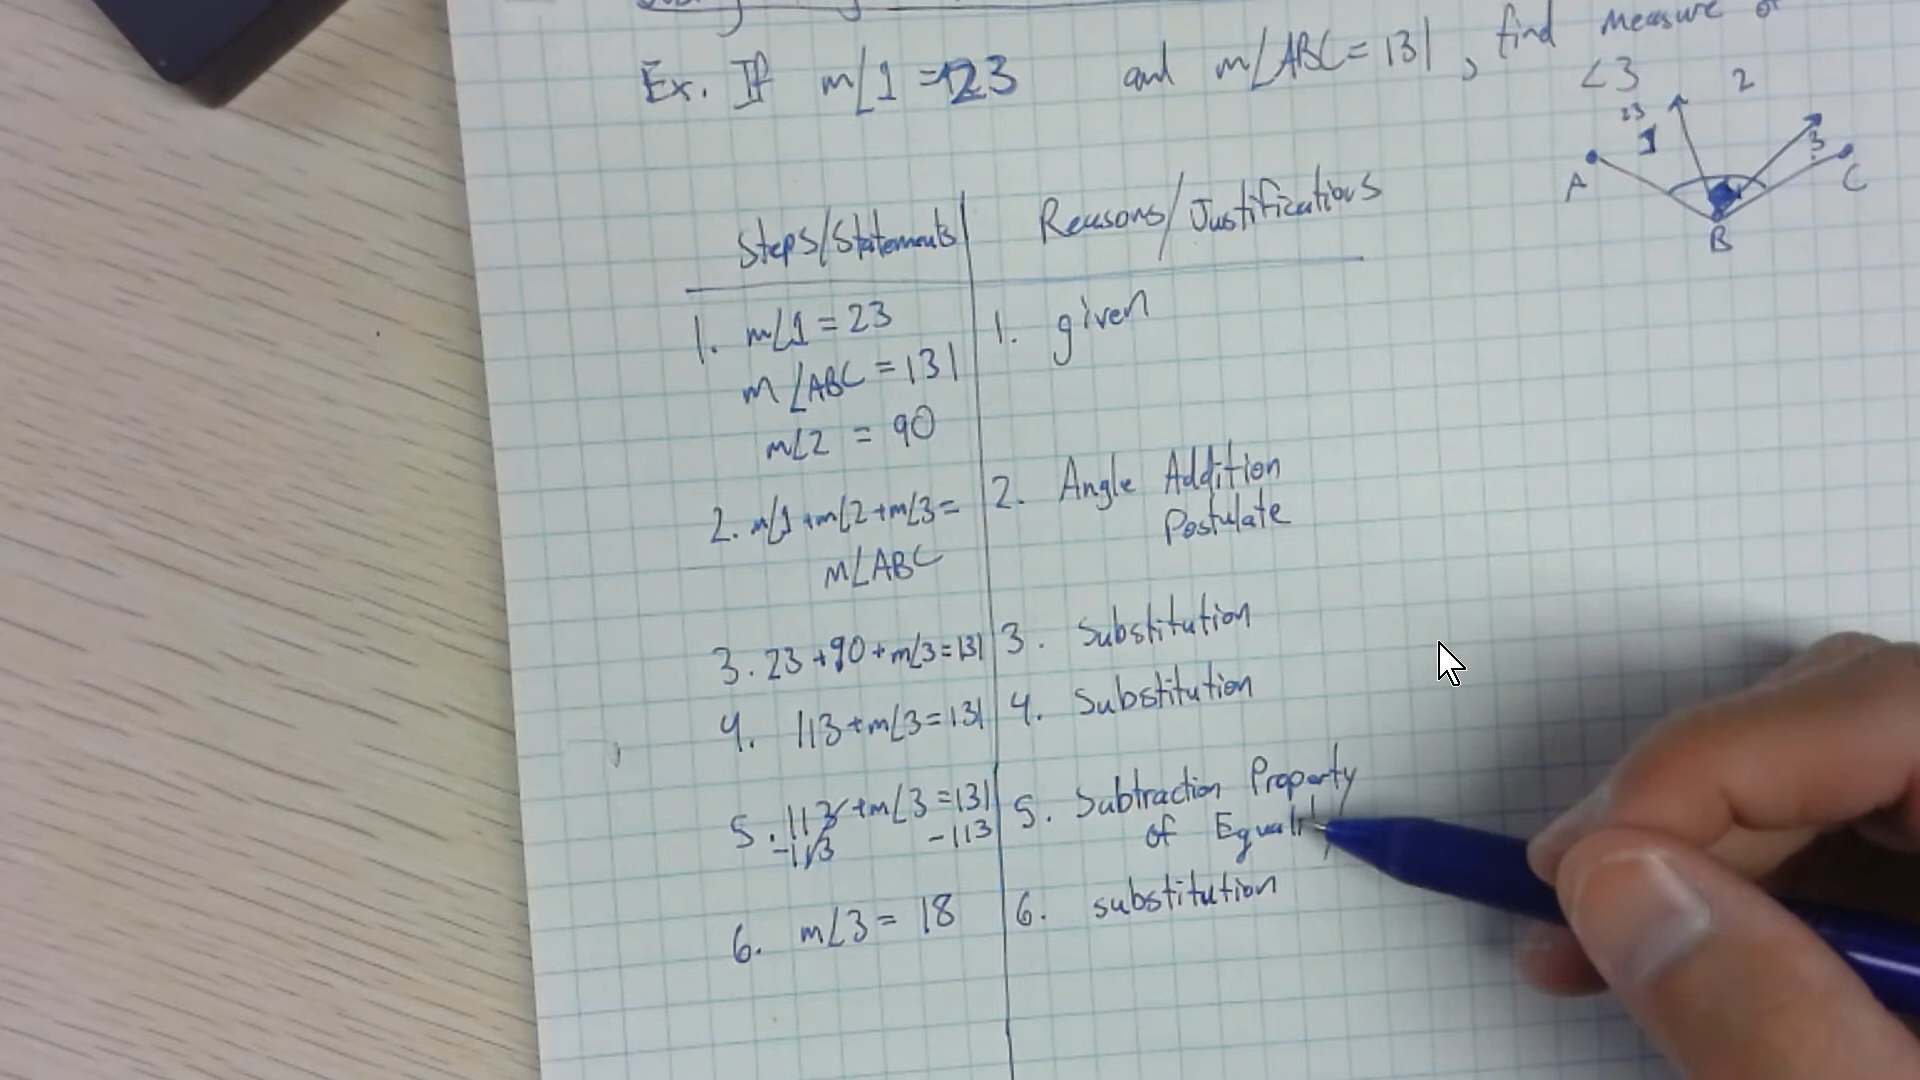 Ex. If m∠1 = 23 and m∠ABC = 131, find measure of
∠3
23
2
1
3
A
C
B
Steps/Statements
Reasons/Justifications
1. m∠1 = 23
1. given
m∠ABC = 131
m∠2 = 90
2. m∠1 + m∠2 + m∠3 =
m∠ABC
2. Angle Addition
Postulate
3. 23 + 90 + m∠3 = 131
3. Substitution
4. 113 + m∠3 = 131
4. Substitution
5. 113 + m∠3 = 131
-113 -113
5. Subtraction Property
of Equality
6. m∠3 = 18
6. substitution